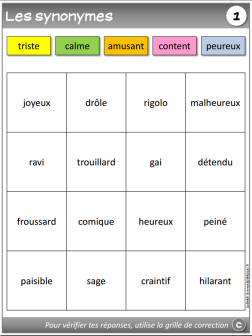 Les synonymes 1
triste calme amusant content peureux
joyeux drôle rigolo malheureux
ravi trouillard gai détendu
froussard comique heureux peiné
paisible sage craintif hilarant
Pour vérifier tes réponses, utilise la grille de correction C